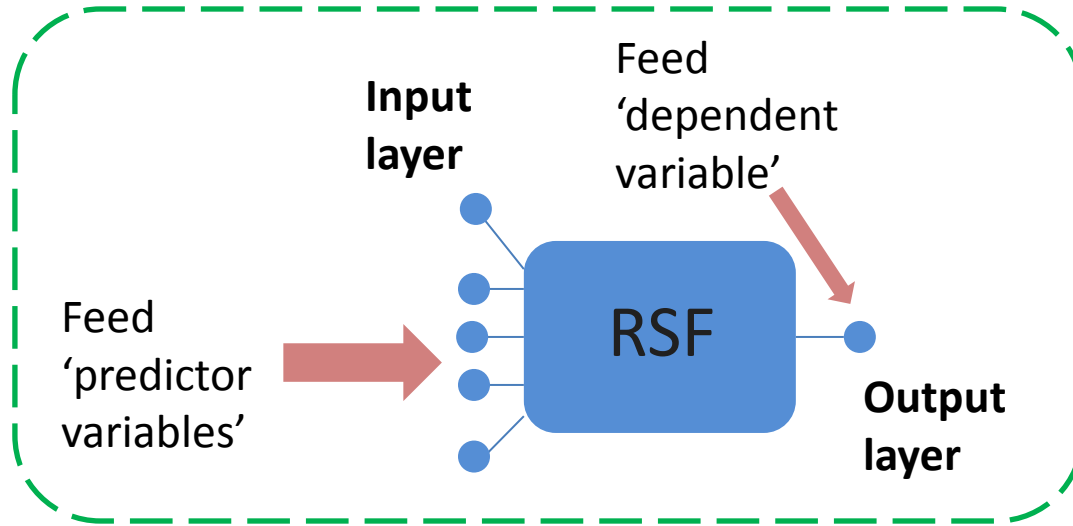 Input
layer
Feed
‘dependent
variable’
Feed
‘predictor
variables’
RSF
Output
layer